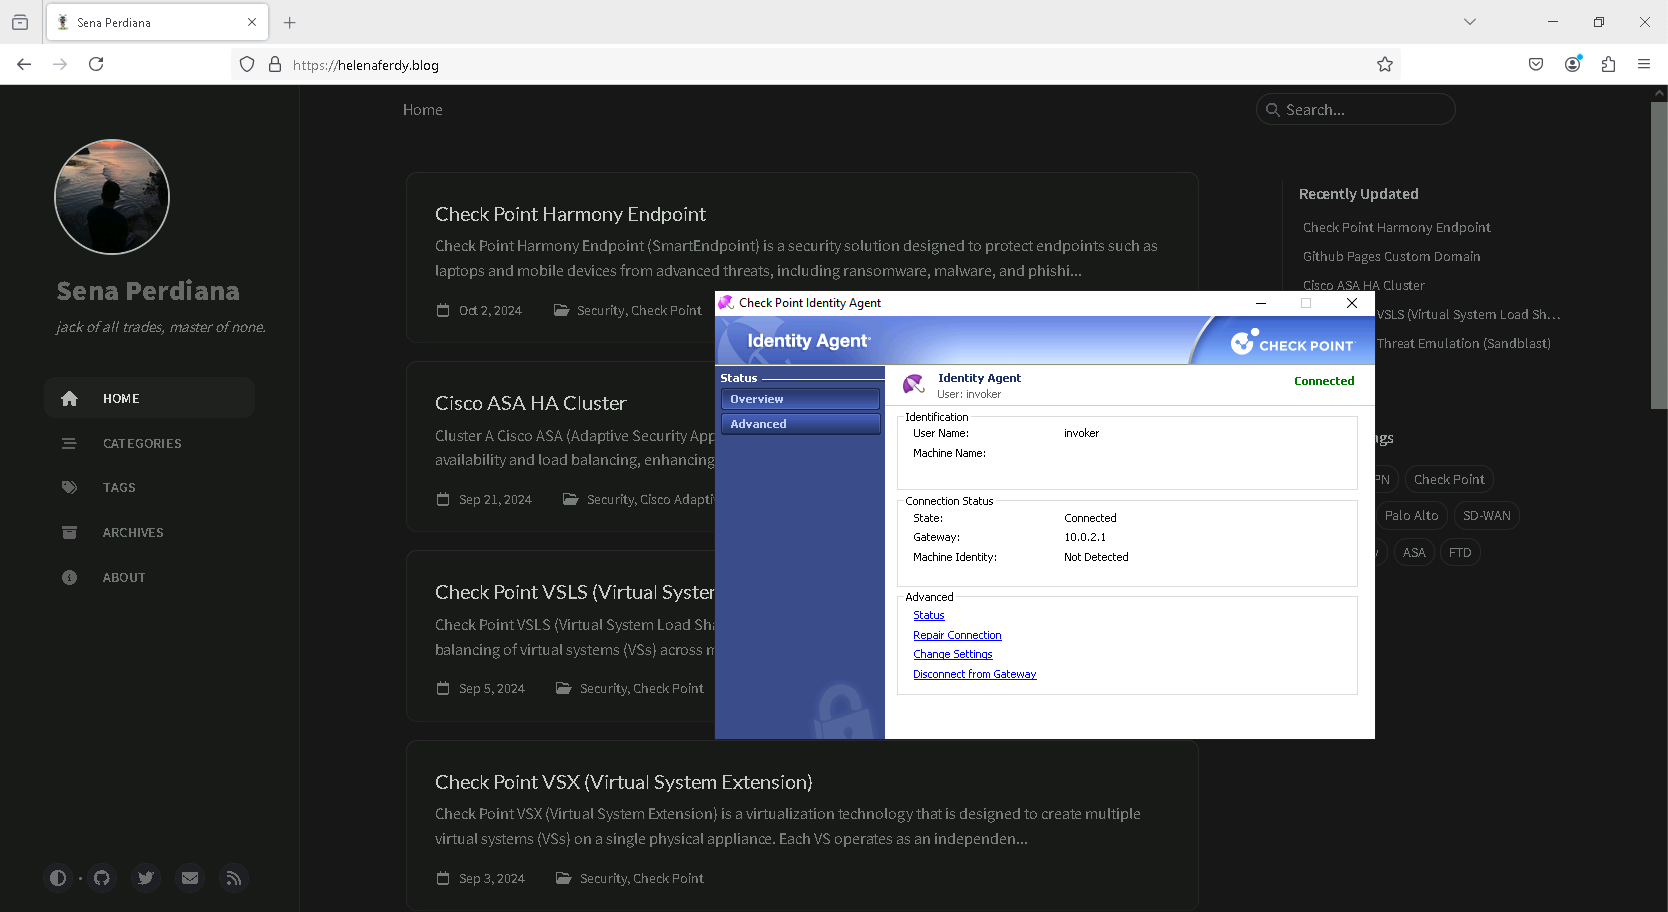 Sena Perdiana
https://helenaferdy.blog
Sena Perdiana
jack of all trades, master of none.
HOME
CATEGORIES
TAGS
ARCHIVES
ABOUT
Home
Search...
Check Point Harmony Endpoint
Check Point Harmony Endpoint (SmartEndpoint) is a security solution designed to protect endpoints such as
laptops and mobile devices from advanced threats, including ransomware, malware, and phishi...
Oct 2, 2024 Security, Check Point
Cisco ASA HA Cluster
Cluster A Cisco ASA (Adaptive Security App
availability and load balancing, enhancing
Sep 21, 2024 Security, Cisco Adaptiv
Check Point VSLS (Virtual System
Check Point VSLS (Virtual System Load Sha
balancing of virtual systems (VSs) across m
Sep 5, 2024 Security, Check Point
Check Point VSX (Virtual System Extension)
Check Point VSX (Virtual System Extension) is a virtualization technology that is designed to create multiple
virtual systems (VSs) on a single physical appliance. Each VS operates as an independen...
Sep 3, 2024 Security, Check Point
Recently Updated
Check Point Harmony Endpoint
Github Pages Custom Domain
Cisco ASA HA Cluster
VSLS (Virtual System Load Sh...
Threat Emulation (Sandblast)
gs
PN Check Point
Palo Alto SD-WAN
ASA FTD
Check Point Identity Agent
Identity Agent
CHECK POINT
Status
Overview
Advanced
Identity Agent
User: invoker
Connected
Identification
User Name: invoker
Machine Name:
Connection Status
State: Connected
Gateway: 10.0.2.1
Machine Identity: Not Detected
Advanced
Status
Repair Connection
Change Settings
Disconnect from Gateway